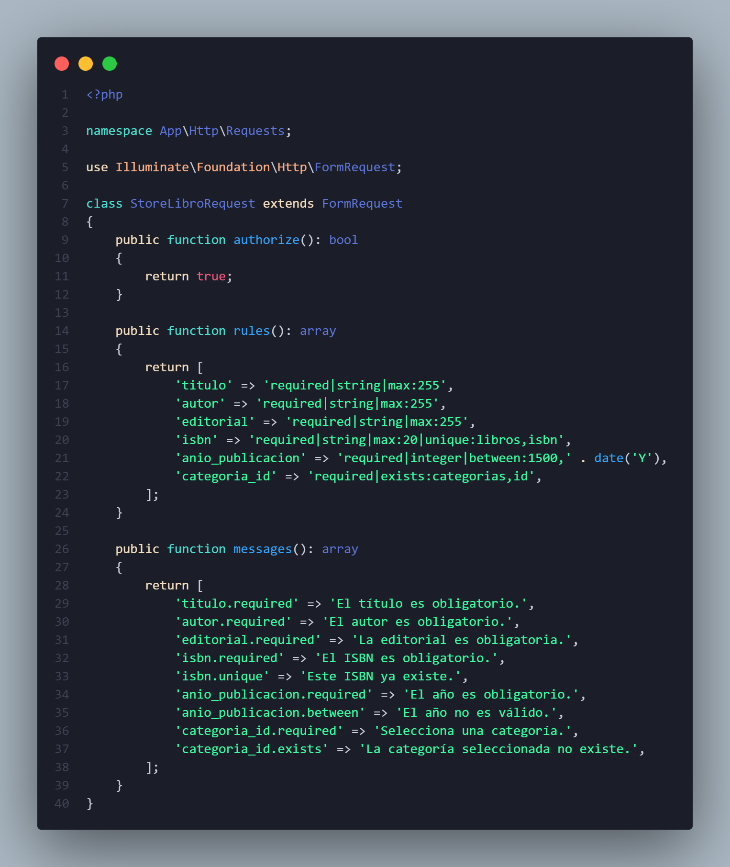 1 <?php
2
3 namespace App\Http\Requests;
4
5 use Illuminate\Foundation\Http\FormRequest;
6
7 class StoreLibroRequest extends FormRequest
8 {
9     public function authorize(): bool
10     {
11         return true;
12     }
13
14     public function rules(): array
15     {
16         return [
17             'titulo' => 'required|string|max:255',
18             'autor' => 'required|string|max:255',
19             'editorial' => 'required|string|max:255',
20             'isbn' => 'required|string|max:20|unique:libros,isbn',
21             'anio_publicacion' => 'required|integer|between:1500,' . date('Y'),
22             'categoria_id' => 'required|exists:categorias,id',
23         ];
24     }
25
26     public function messages(): array
27     {
28         return [
29             'titulo.required' => 'El título es obligatorio.',
30             'autor.required' => 'El autor es obligatorio.',
31             'editorial.required' => 'La editorial es obligatoria.',
32             'isbn.required' => 'El ISBN es obligatorio.',
33             'isbn.unique' => 'Este ISBN ya existe.',
34             'anio_publicacion.required' => 'El año es obligatorio.',
35             'anio_publicacion.between' => 'El año no es válido.',
36             'categoria_id.required' => 'Selecciona una categoría.',
37             'categoria_id.exists' => 'La categoría seleccionada no existe.',
38         ];
39     }
40 }